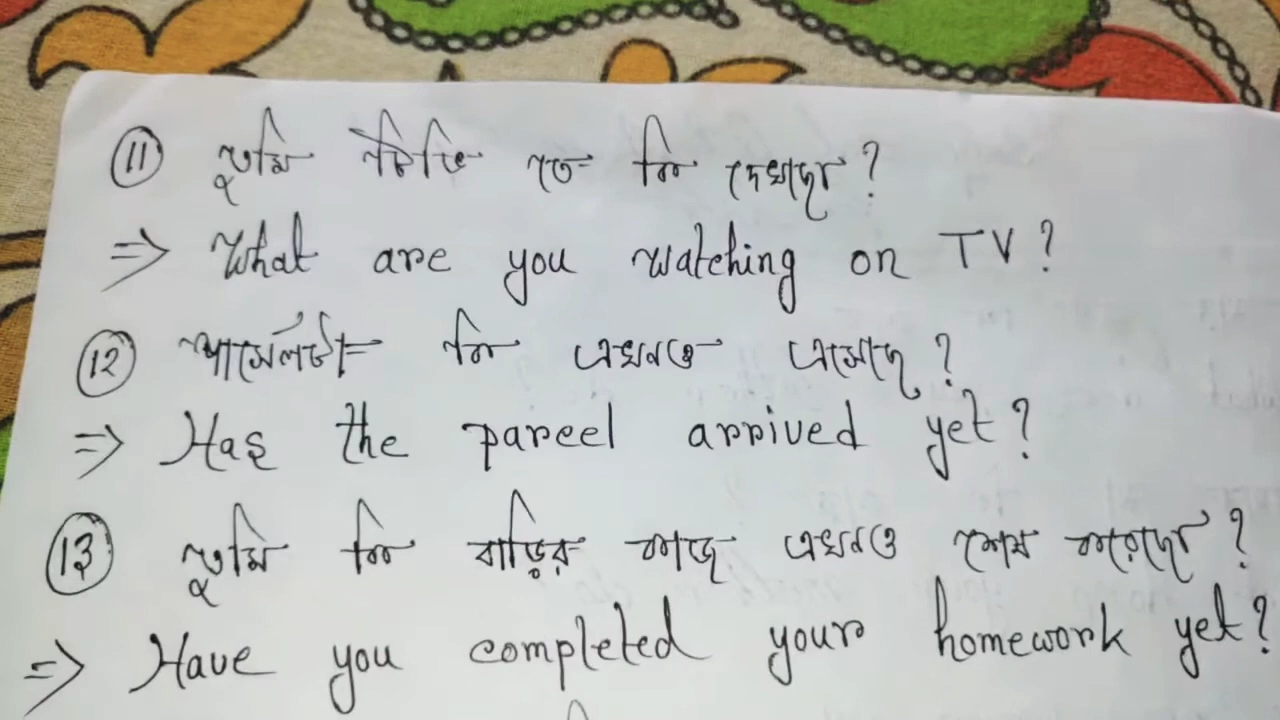 11 তুমি টিভি তে কি দেখছো?
=> What are you watching on TV?
12 পার্সেলটা কি এখনও এসেছে?
=> Has the parcel arrived yet?
13 তুমি কি বাড়ির কাজ এখনও শেষ করেছো?
=> Have you completed your homework yet?